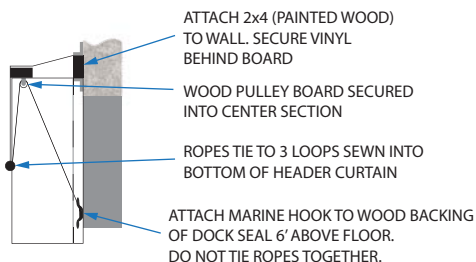 ATTACH 2x4 (PAINTED WOOD)
TO WALL. SECURE VINYL
BEHIND BOARD
WOOD PULLEY BOARD SECURED
INTO CENTER SECTION
ROPES TIE TO 3 LOOPS SEWN INTO
BOTTOM OF HEADER CURTAIN
ATTACH MARINE HOOK TO WOOD BACKING
OF DOCK SEAL 6’ ABOVE FLOOR.
DO NOT TIE ROPES TOGETHER.